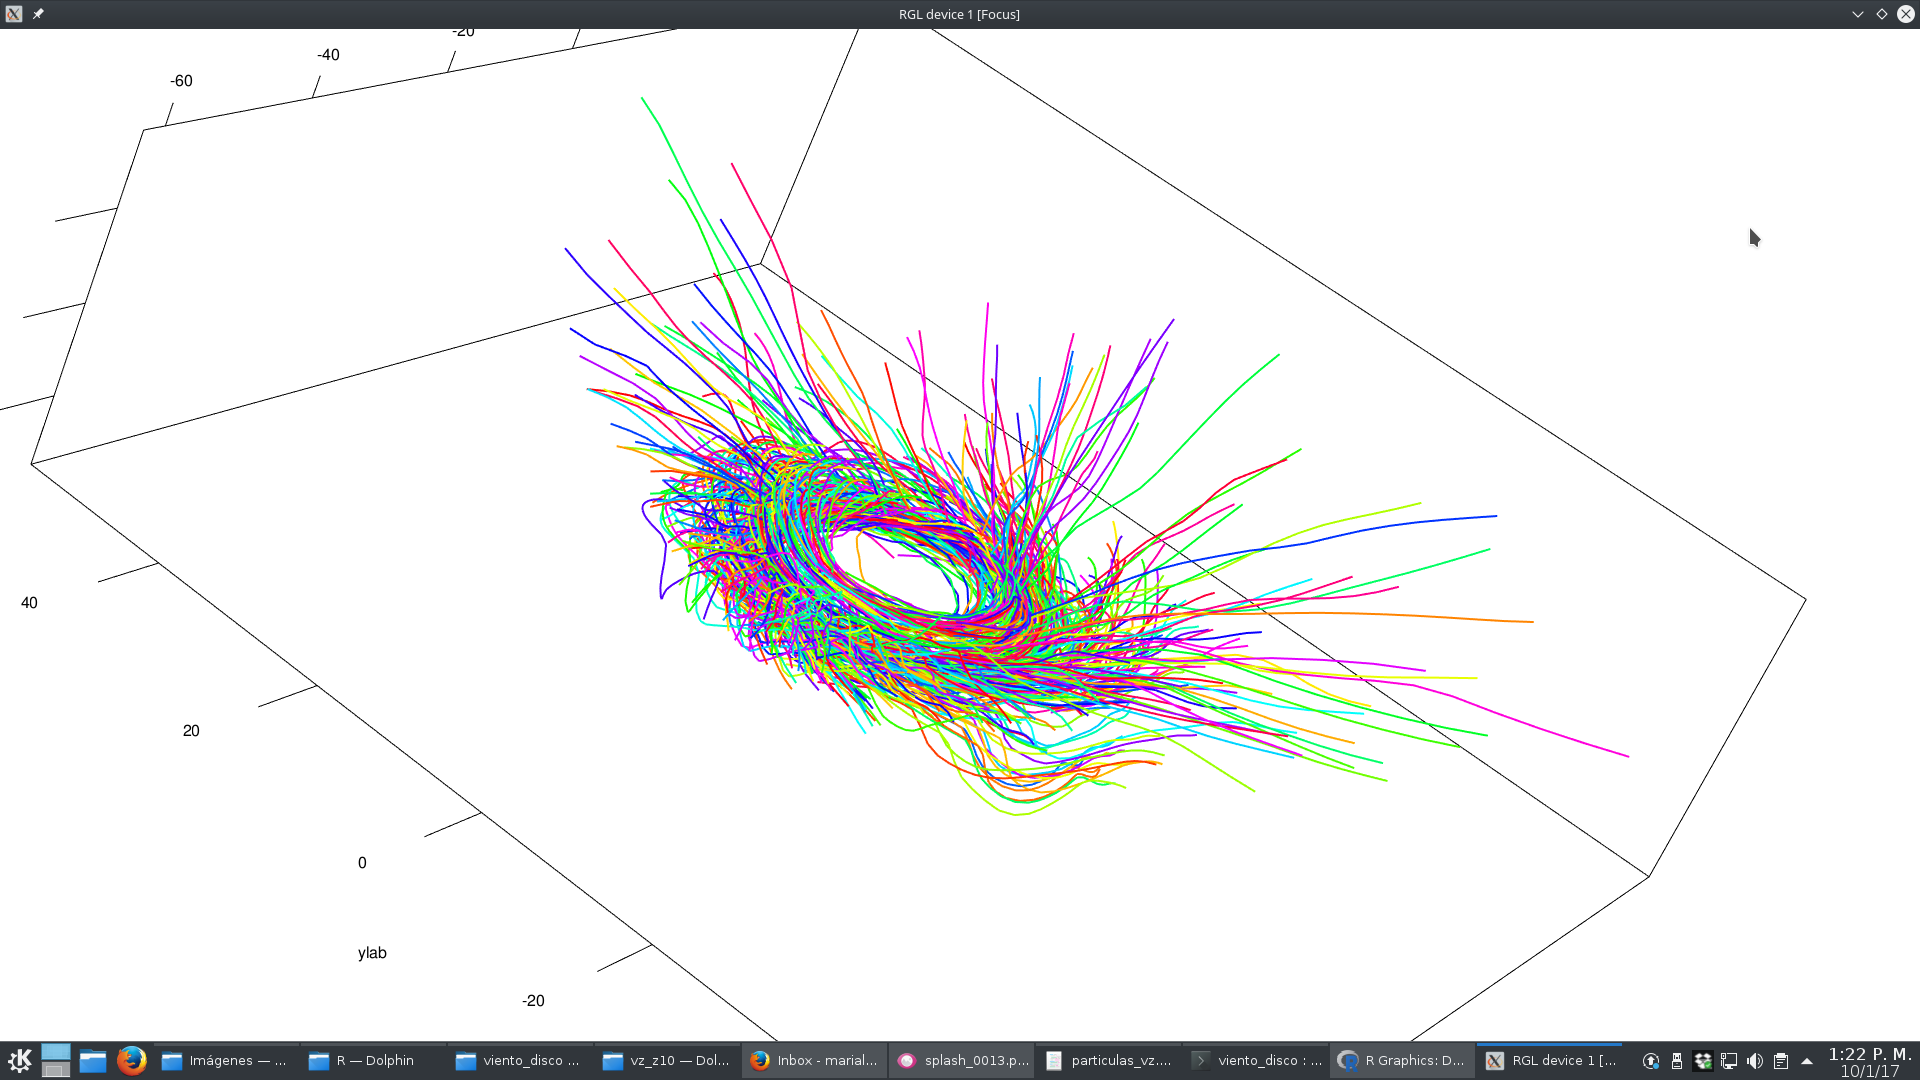 RGL device 1 [Focus]
-20
-40
-60
40
20
0
ylab
-20
Imágenes — ...
R — Dolphin
viento_disco ...
vz_z10 — Dol...
Inbox - marial...
splash_0013.p...
particulas_vz....
viento_disco : ...
R Graphics: D...
RGL device 1 [...
1:22 P. M.
10/1/17